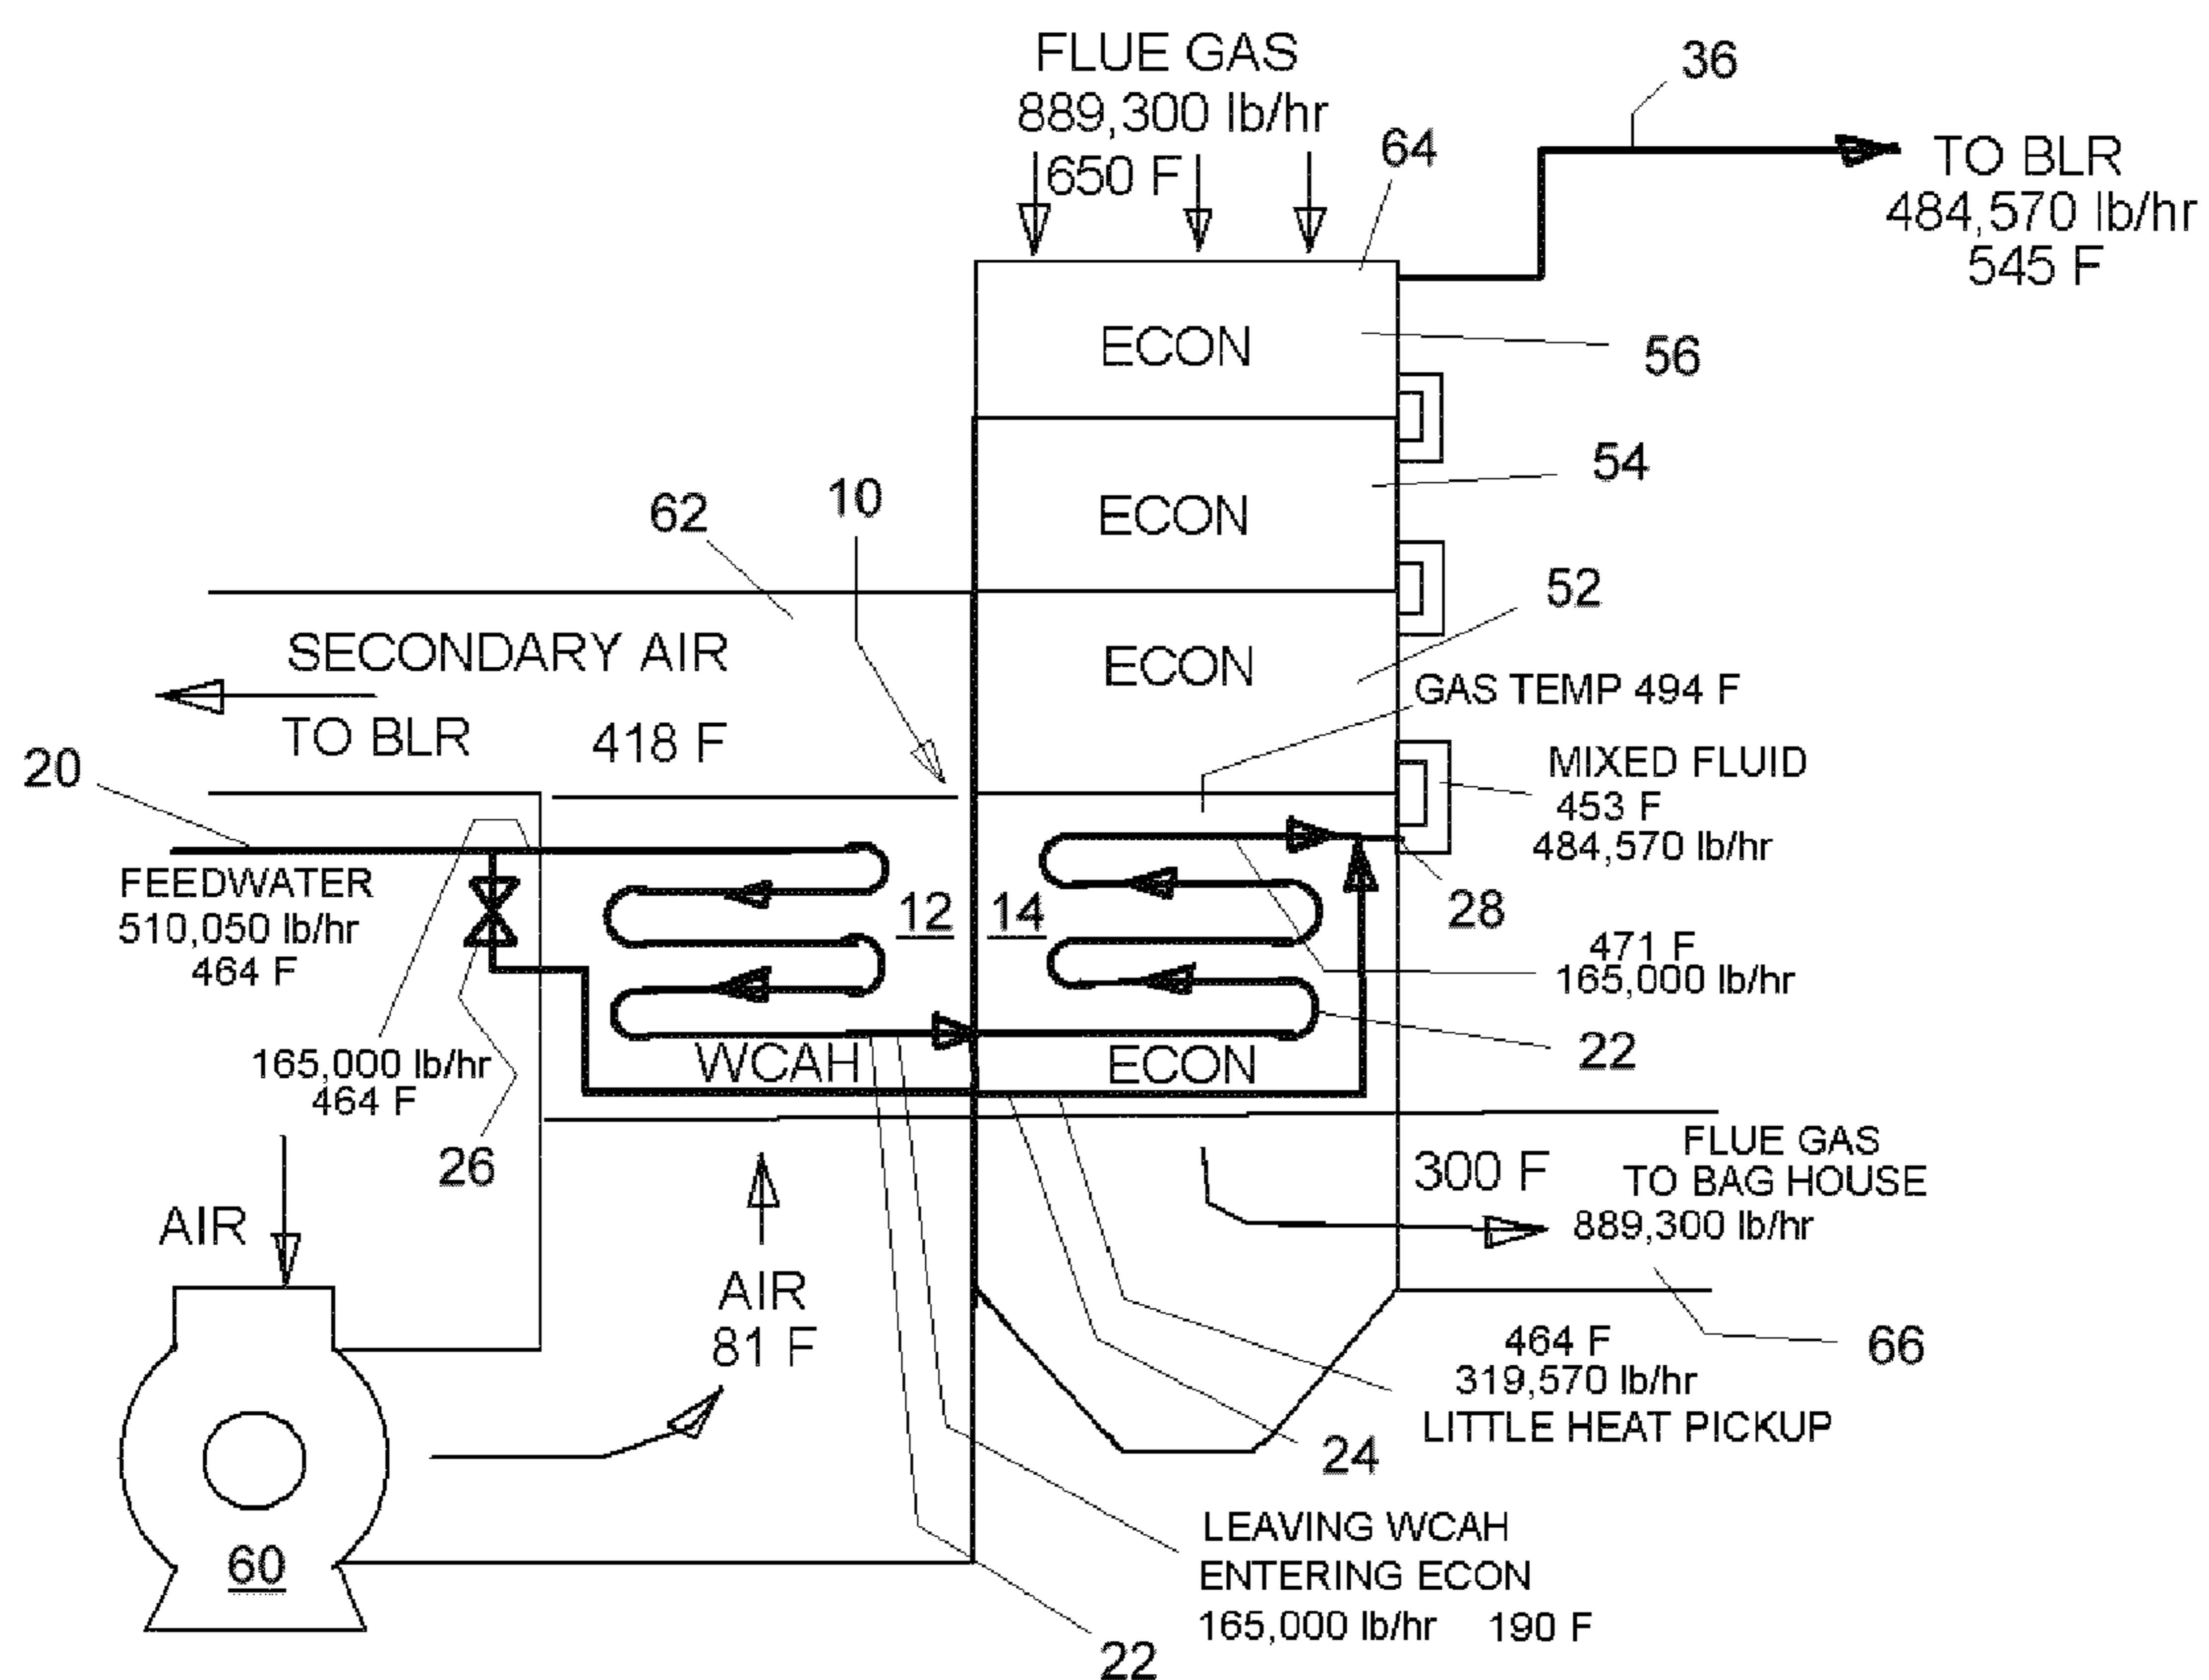 FLUE GAS
889,300 lb/hr
650 F
36
64
TO BLR
484,570 lb/hr
545 F
ECON
56
ECON
54
62
10
ECON
52
SECONDARY AIR
TO BLR
418 F
GAS TEMP 494 F
20
MIXED FLUID
453 F
484,570 lb/hr
FEEDWATER
510,050 lb/hr
464 F
12
14
28
471 F
165,000 lb/hr
165,000 lb/hr
464 F
WCAH
ECON
22
26
AIR
300 F
FLUE GAS
TO BAG HOUSE
889,300 lb/hr
AIR
81 F
66
464 F
319,570 lb/hr
LITTLE HEAT PICKUP
24
60
LEAVING WCAH
ENTERING ECON
165,000 lb/hr 190 F
22